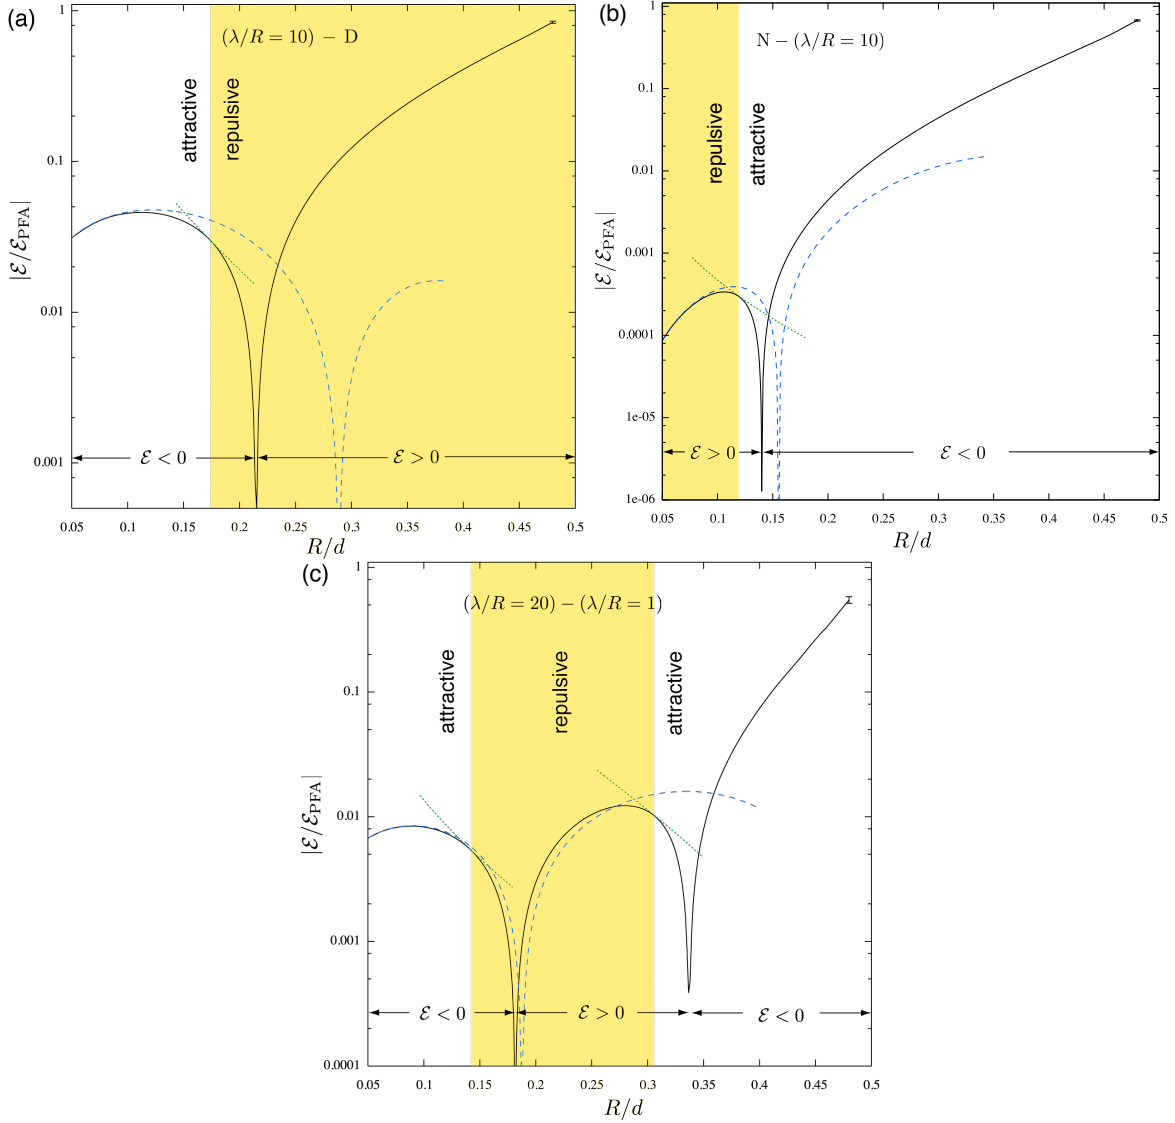 (a)
(λ/R = 10) − D
attractive
repulsive
|ℰ/ℰ_PFA|
1
0.1
0.01
0.001
ℰ < 0
ℰ > 0
0.05 0.1 0.15 0.2 0.25 0.3 0.35 0.4 0.45 0.5
R/d
(b)
N − (λ/R = 10)
repulsive
attractive
|ℰ/ℰ_PFA|
1
0.1
0.01
0.001
0.0001
1e-05
1e-06
ℰ > 0
ℰ < 0
0.05 0.1 0.15 0.2 0.25 0.3 0.35 0.4 0.45 0.5
R/d
(c)
(λ/R = 20) − (λ/R = 1)
attractive
repulsive
attractive
|ℰ/ℰ_PFA|
1
0.1
0.01
0.001
0.0001
ℰ < 0
ℰ > 0
ℰ < 0
0.05 0.1 0.15 0.2 0.25 0.3 0.35 0.4 0.45 0.5
R/d